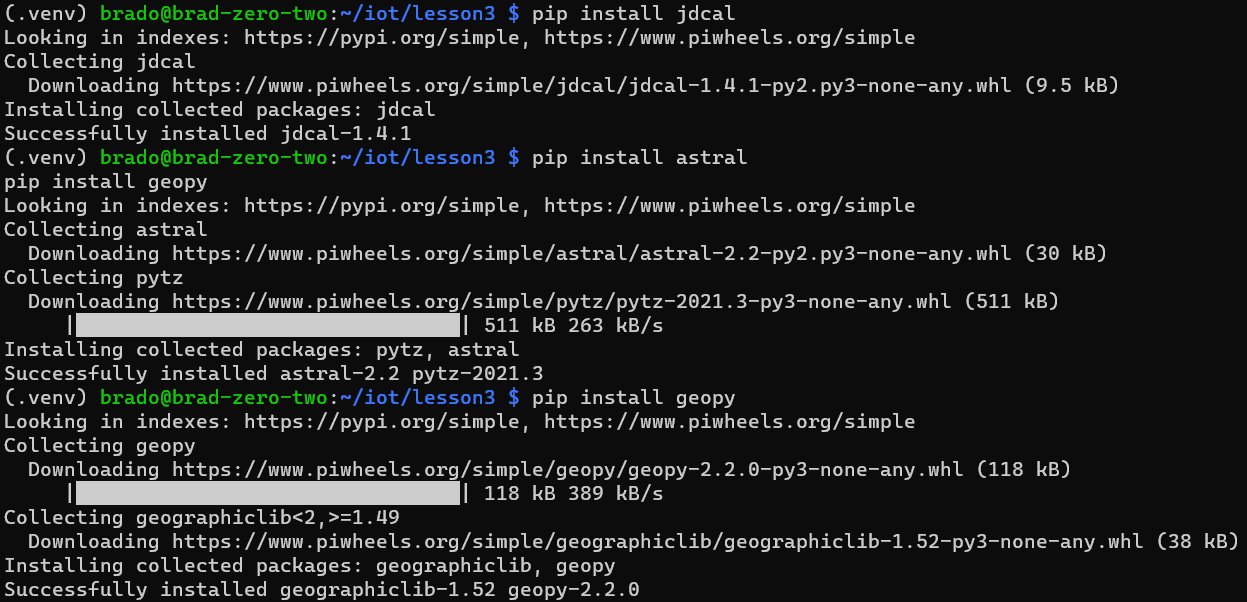 (.venv) brado@brad-zero-two:~/iot/lesson3 $ pip install jdcal
Looking in indexes: https://pypi.org/simple, https://www.piwheels.org/simple
Collecting jdcal
  Downloading https://www.piwheels.org/simple/jdcal/jdcal-1.4.1-py2.py3-none-any.whl (9.5 kB)
Installing collected packages: jdcal
Successfully installed jdcal-1.4.1
(.venv) brado@brad-zero-two:~/iot/lesson3 $ pip install astral
pip install geopy
Looking in indexes: https://pypi.org/simple, https://www.piwheels.org/simple
Collecting astral
  Downloading https://www.piwheels.org/simple/astral/astral-2.2-py2.py3-none-any.whl (30 kB)
Collecting pytz
  Downloading https://www.piwheels.org/simple/pytz/pytz-2021.3-py3-none-any.whl (511 kB)
     |████████████████████████████████| 511 kB 263 kB/s
Installing collected packages: pytz, astral
Successfully installed astral-2.2 pytz-2021.3
(.venv) brado@brad-zero-two:~/iot/lesson3 $ pip install geopy
Looking in indexes: https://pypi.org/simple, https://www.piwheels.org/simple
Collecting geopy
  Downloading https://www.piwheels.org/simple/geopy/geopy-2.2.0-py3-none-any.whl (118 kB)
     |████████████████████████████████| 118 kB 389 kB/s
Collecting geographiclib<2,>=1.49
  Downloading https://www.piwheels.org/simple/geographiclib/geographiclib-1.52-py3-none-any.whl (38 kB)
Installing collected packages: geographiclib, geopy
Successfully installed geographiclib-1.52 geopy-2.2.0